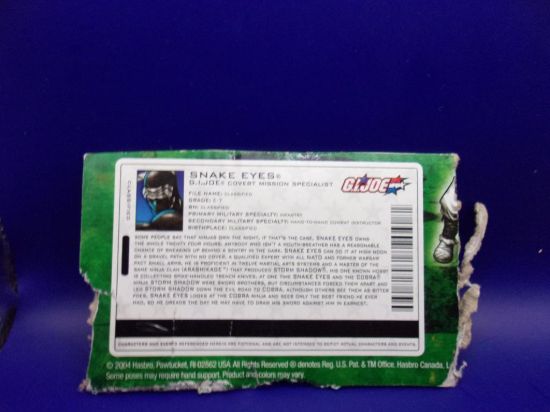 SNAKE EYES®
G.I. JOE® COVERT MISSION SPECIALIST
G.I. JOE
CLASSIFIED
FILE NAME: CLASSIFIED
GRADE: E-7
BIO: CLASSIFIED
PRIMARY MILITARY SPECIALTY: INFANTRY
SECONDARY MILITARY SPECIALTY: HAND-TO-HAND COMBAT INSTRUCTOR
BIRTHPLACE: CLASSIFIED
SOME PEOPLE SAY THAT NINJAS OWN THE NIGHT. IF THAT'S THE CASE, SNAKE EYES OWNS
THE WHOLE TWENTY FOUR HOURS. ANYBODY WHO ISN'T A MOUTH-BREATHER HAS A REASONABLE
CHANCE OF SNEAKING UP BEHIND A SENTRY IN THE DARK. SNAKE EYES CAN DO IT AT HIGH NOON
ON A GRAVEL PATH WITH NO COVER. A QUALIFIED EXPERT WITH ALL NATO AND FORMER WARSAW
PACT SMALL ARMS, HE IS PROFICIENT IN TWELVE MARTIAL ARTS SYSTEMS AND A MASTER OF THE
SAME NINJA CLAN (ARASHIKAGE™) THAT PRODUCED STORM SHADOW®. HIS ONE KNOWN HOBBY
IS COLLECTING SPIKE-HANDLED TRENCH KNIVES. AT ONE TIME SNAKE EYES AND THE COBRA®
NINJA STORM SHADOW WERE SWORD BROTHERS, BUT CIRCUMSTANCES FORCED THEM APART AND
LED STORM SHADOW DOWN THE EVIL ROAD TO COBRA. ALTHOUGH OTHERS SEE THEM AS BITTER
FOES, SNAKE EYES LOOKS AT THE COBRA NINJA AND SEES ONLY THE BEST FRIEND HE EVER
HAD, SO HE DREADS THE DAY HE MAY HAVE TO DRAW HIS SWORD AGAINST HIM IN EARNEST.
CHARACTERS AND EVENTS REFERENCED HEREIN ARE FICTIONAL AND ARE NOT INTENDED TO DEPICT ACTUAL CHARACTERS AND EVENTS.
© 2004 Hasbro, Pawtucket, RI 02862 USA. All Rights Reserved ® denotes Reg. U.S. Pat. & TM Office. Hasbro Canada, L
Some poses may require hand support. Product and colors may vary.